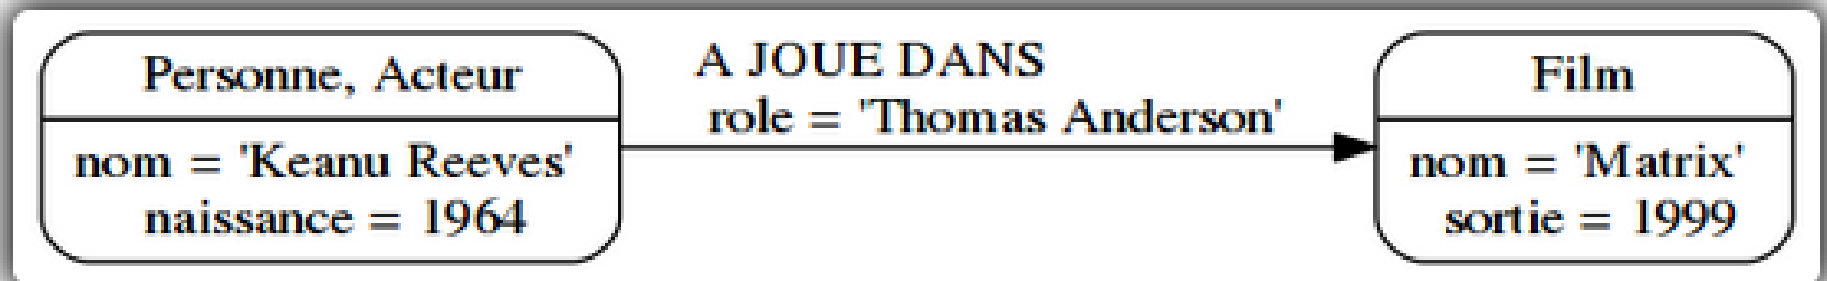 Personne, Acteur
nom = 'Keanu Reeves'
naissance = 1964
A JOUE DANS
role = 'Thomas Anderson'
Film
nom = 'Matrix'
sortie = 1999